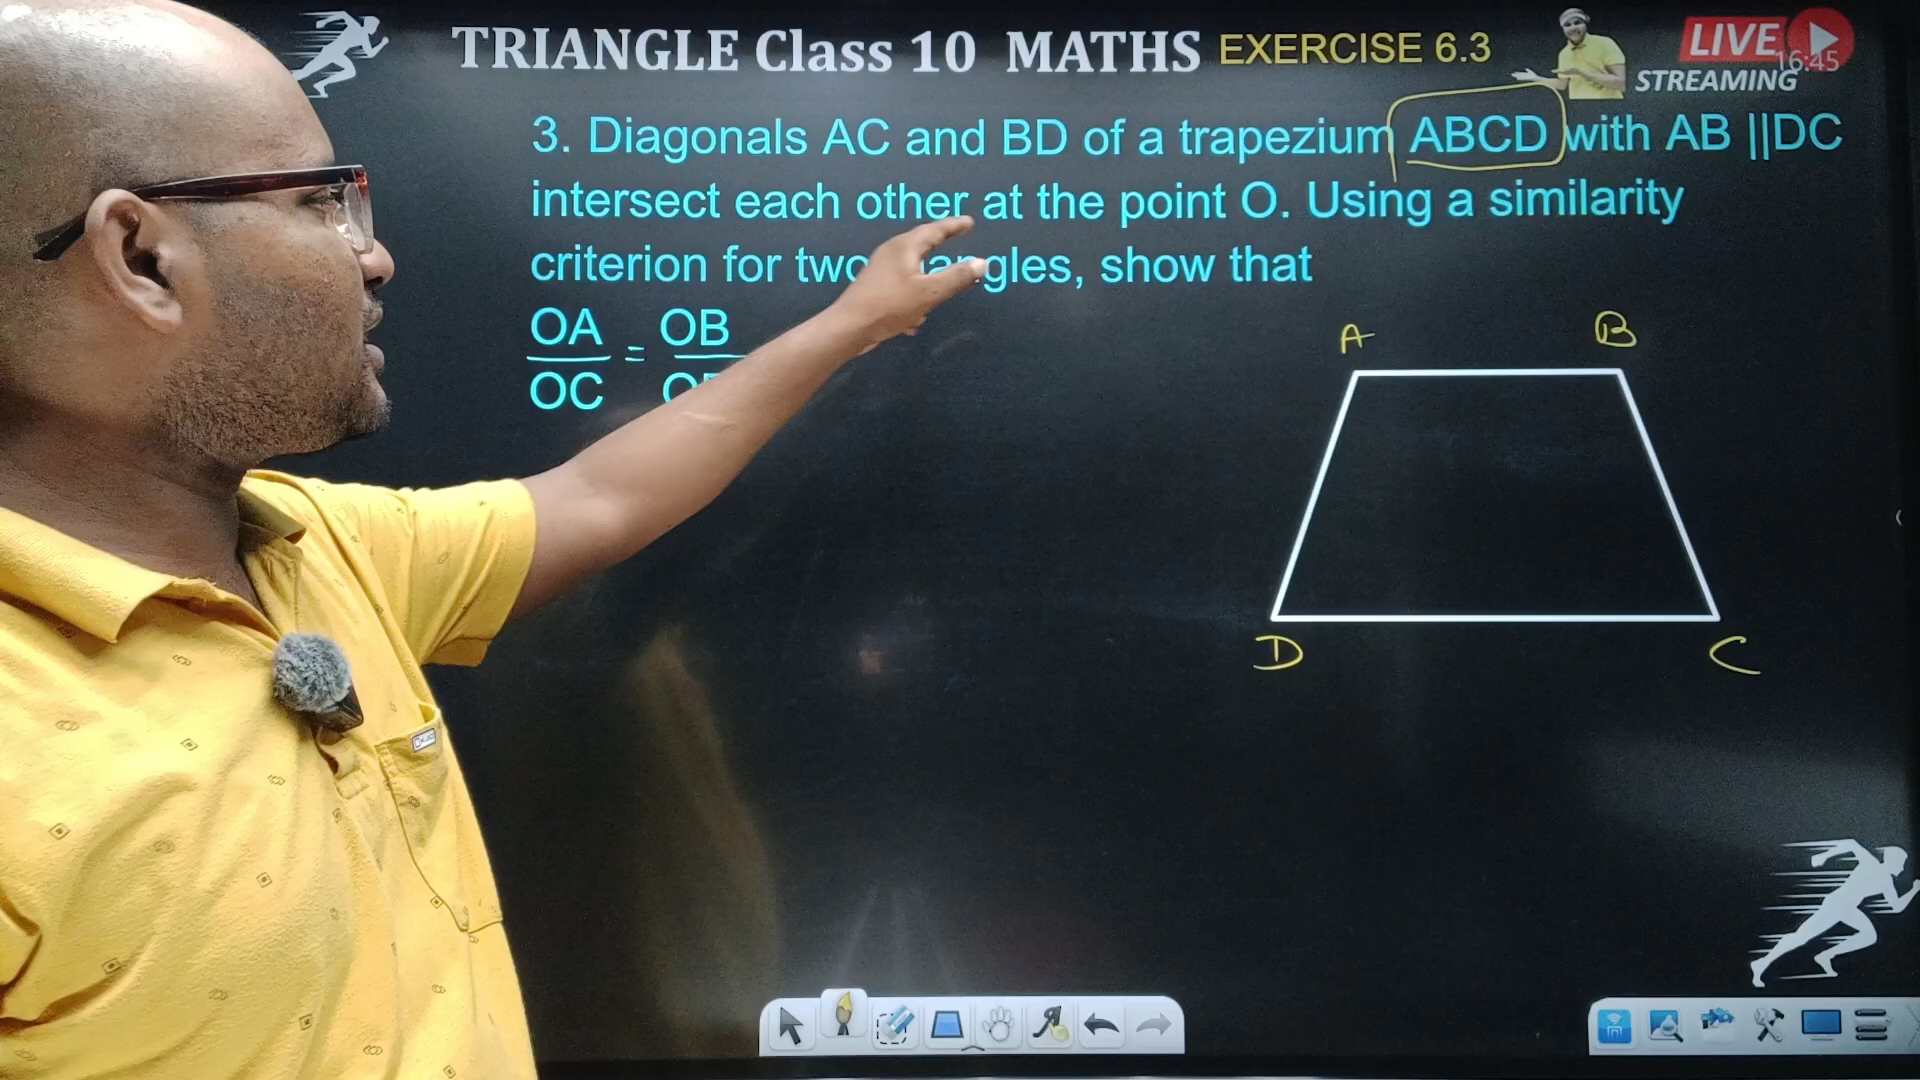 TRIANGLE Class 10 MATHS EXERCISE 6.3
LIVE
16:45
STREAMING
3. Diagonals AC and BD of a trapezium ABCD with AB ||DC
intersect each other at the point O. Using a similarity
criterion for two show that
OA = OB
OC
A B
D C